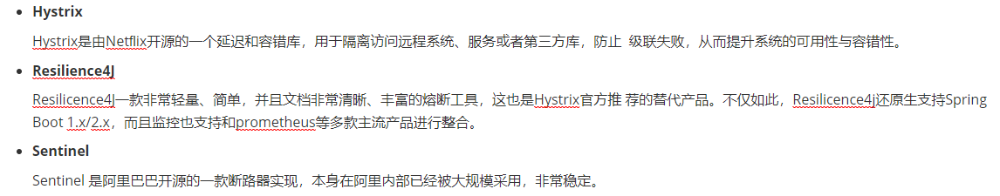 Hystrix
Hystrix是由Netflix开源的一个延迟和容错库，用于隔离访问远程系统、服务或者第三方库，防止 级联失败，从而提升系统的可用性与容错性。
Resilience4J
Resilicence4J一款非常轻量、简单，并且文档非常清晰、丰富的熔断工具，这也是Hystrix官方推 荐的替代产品。不仅如此，Resilicence4j还原生支持Spring
Boot 1.x/2.x，而且监控也支持和prometheus等多款主流产品进行整合。
Sentinel
Sentinel 是阿里巴巴开源的一款断路器实现，本身在阿里内部已经被大规模采用，非常稳定。